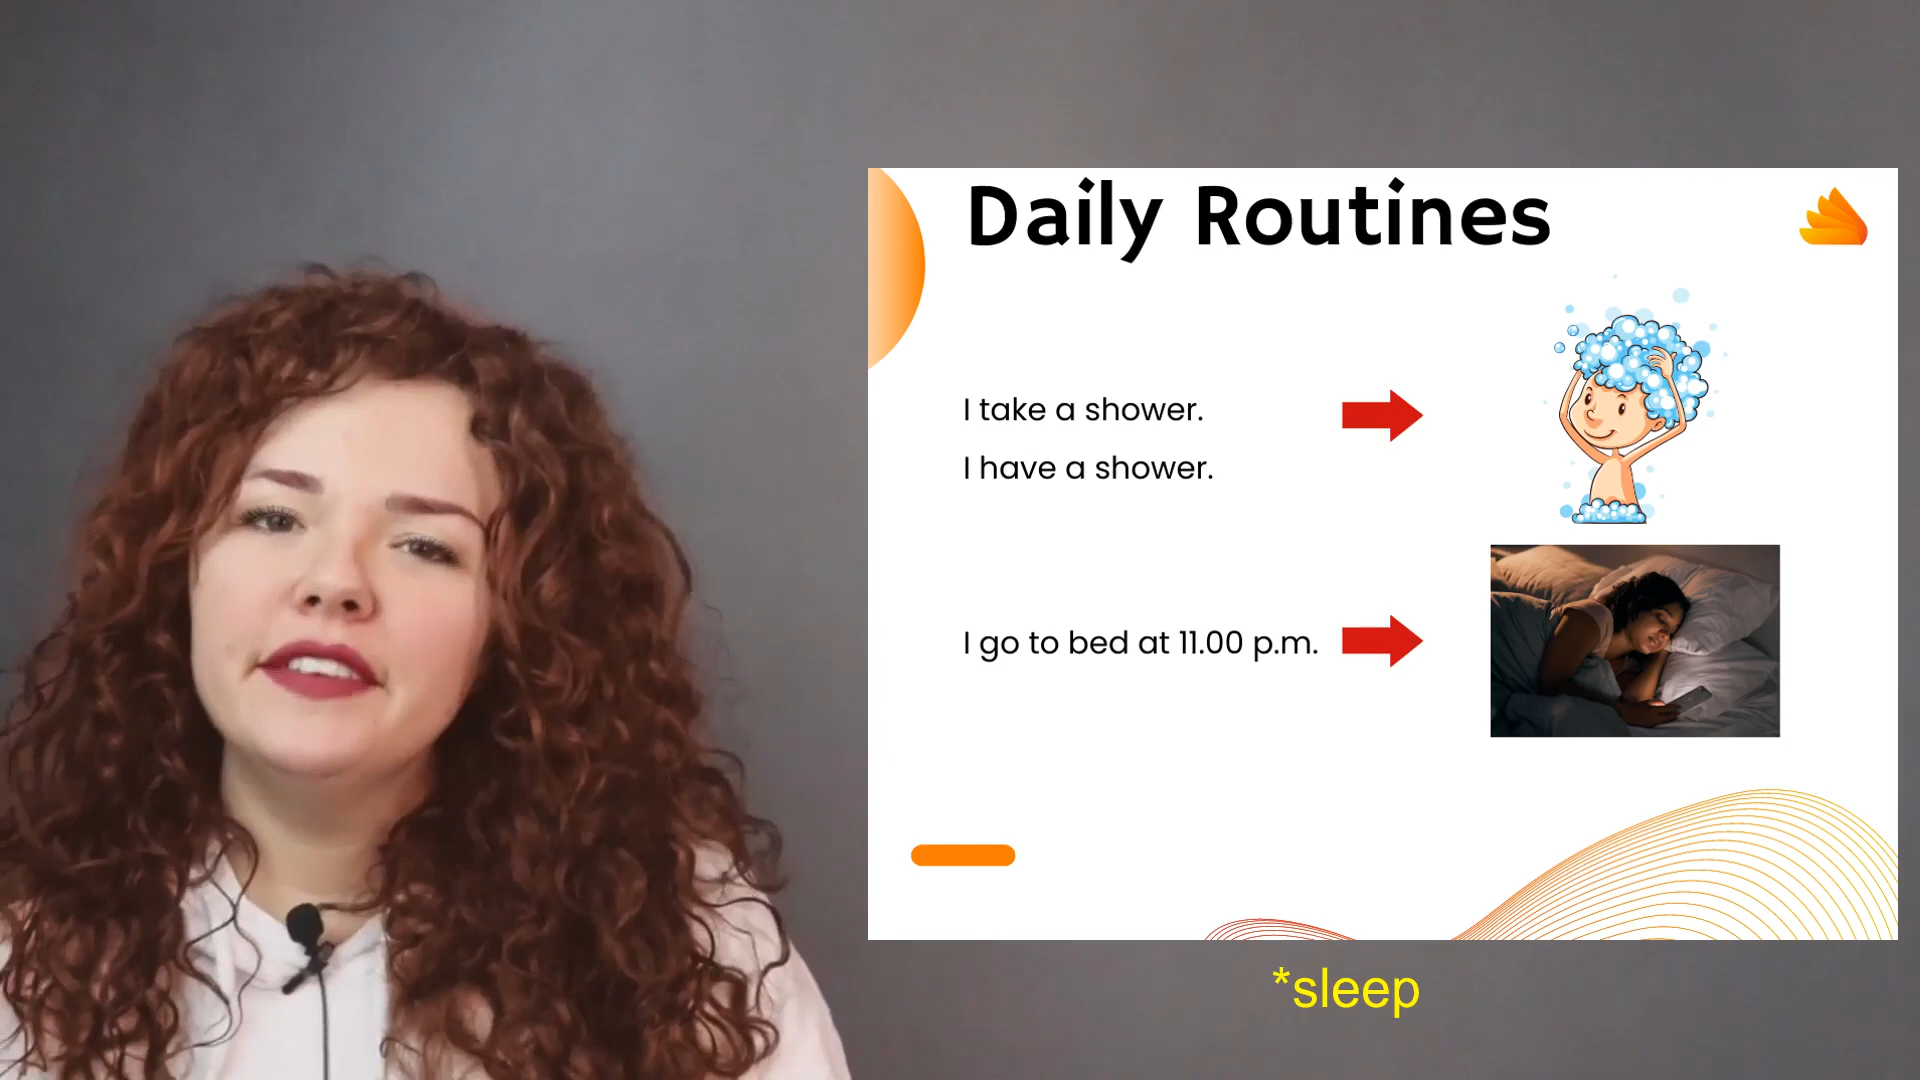 Daily Routines
I take a shower.
I have a shower.
I go to bed at 11.00 p.m.
*sleep